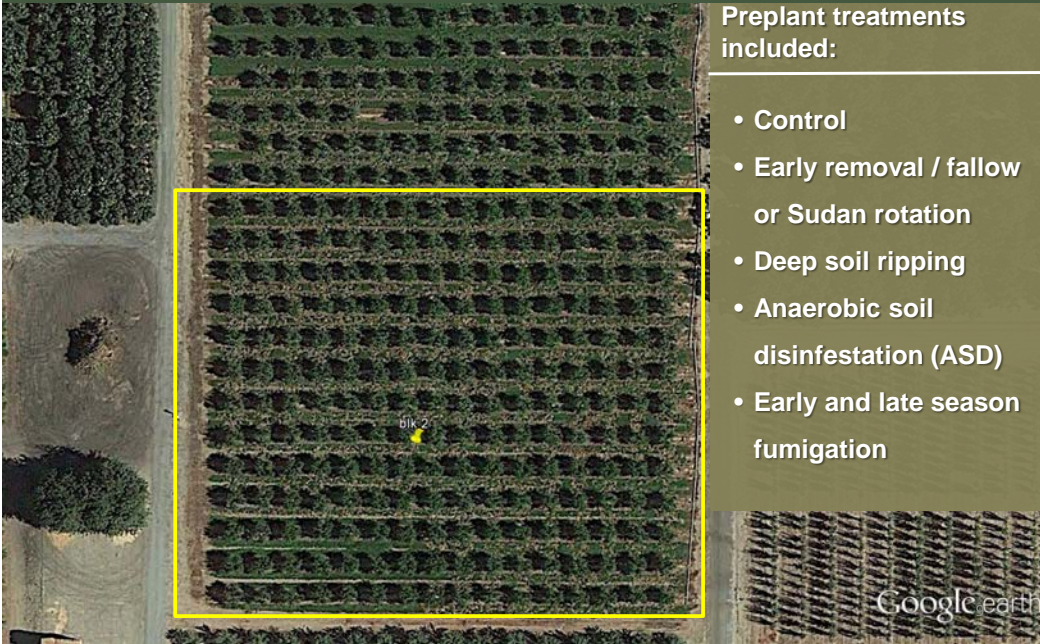 Preplant treatments
included:
• Control
• Early removal / fallow
or Sudan rotation
• Deep soil ripping
• Anaerobic soil
disinfestation (ASD)
• Early and late season
fumigation
blk 2
Google earth